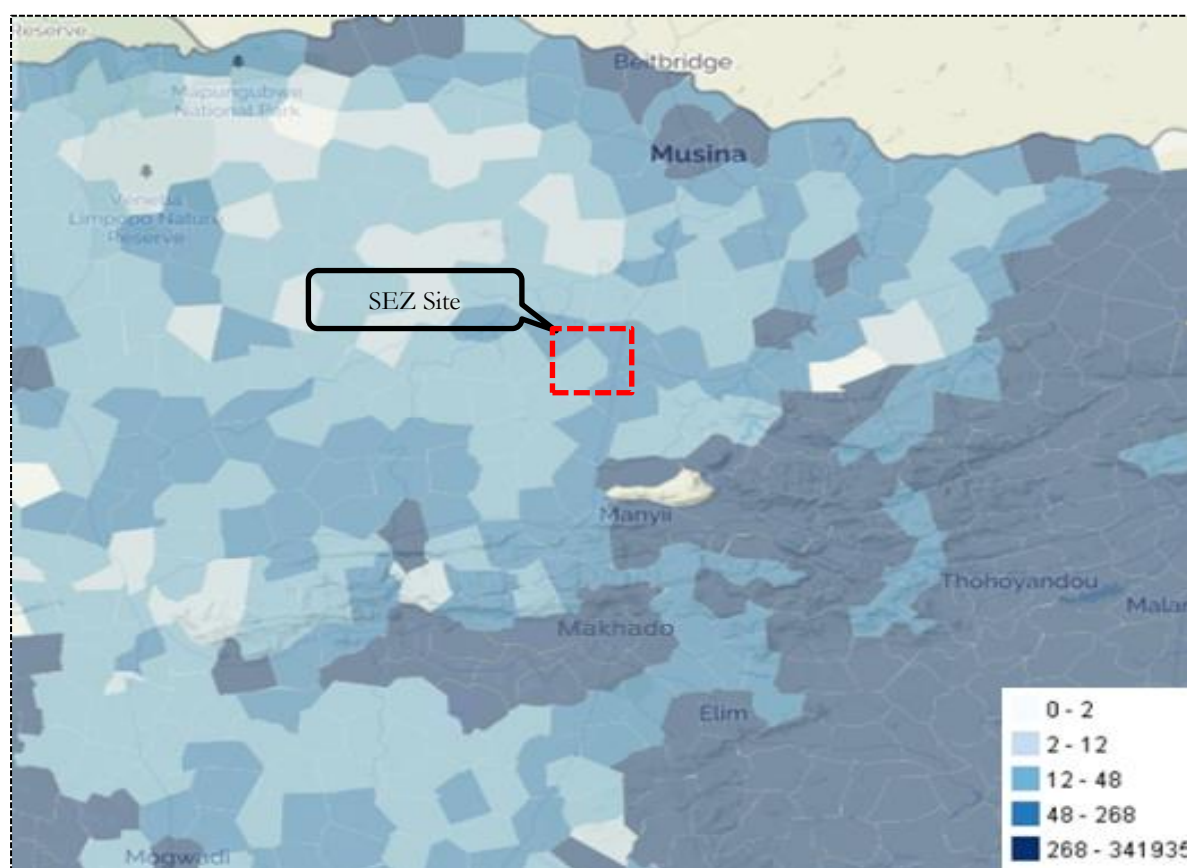 Reserve
Beitbridge
Mapungubwe
National Park
Musina
Venetia
Limpopo Nature
Reserve
SEZ Site
Manyii
Thohoyandou
Malam
Makhado
Elim
0 - 2
2 - 12
12 - 48
48 - 268
268 - 341935
Mogwadi